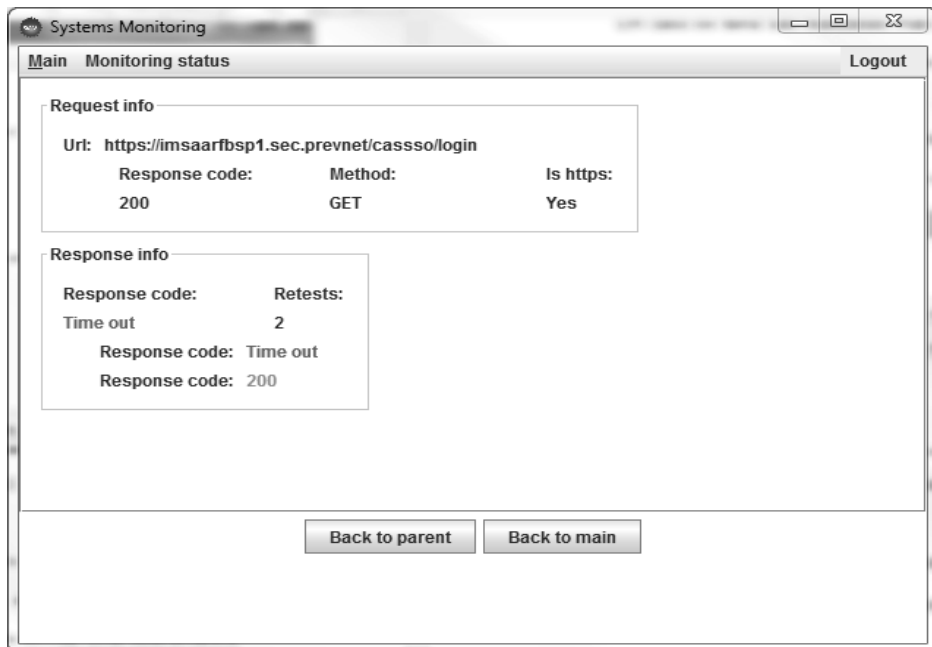 Systems Monitoring
Main Monitoring status Logout
Request info
Url: https://imsaarfbsp1.sec.prevnet/cassso/login
Response code: Method: Is https:
200 GET Yes
Response info
Response code: Retests:
Time out 2
Response code: Time out
Response code: 200
Back to parent Back to main